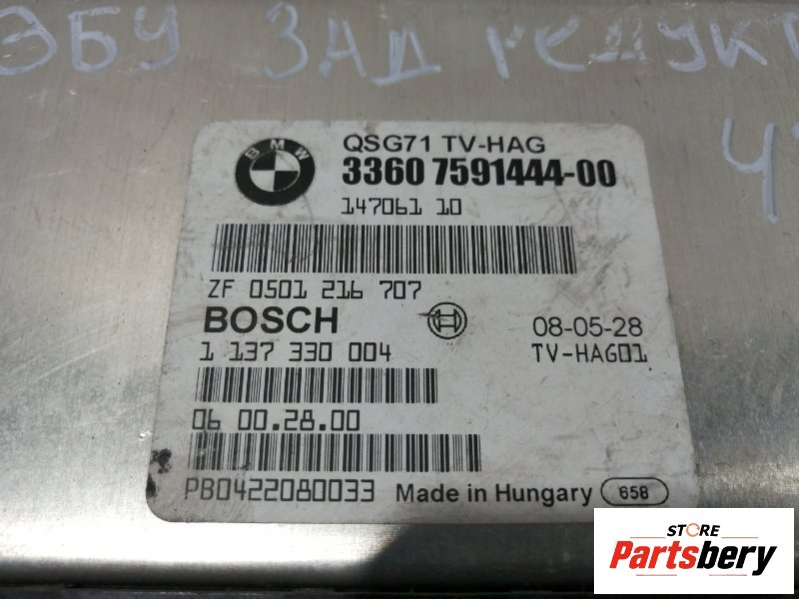 ЭБУ ЗАД РЕДУКТ
BMW
QSG71 TV-HAG
3360 7591444-00
147061 10
ZF 0501 216 707
BOSCH
08-05-28
1 137 330 004
TV-HAG01
06 00.28.00
PB0422080033 Made in Hungary 658
STORE
Partsbery